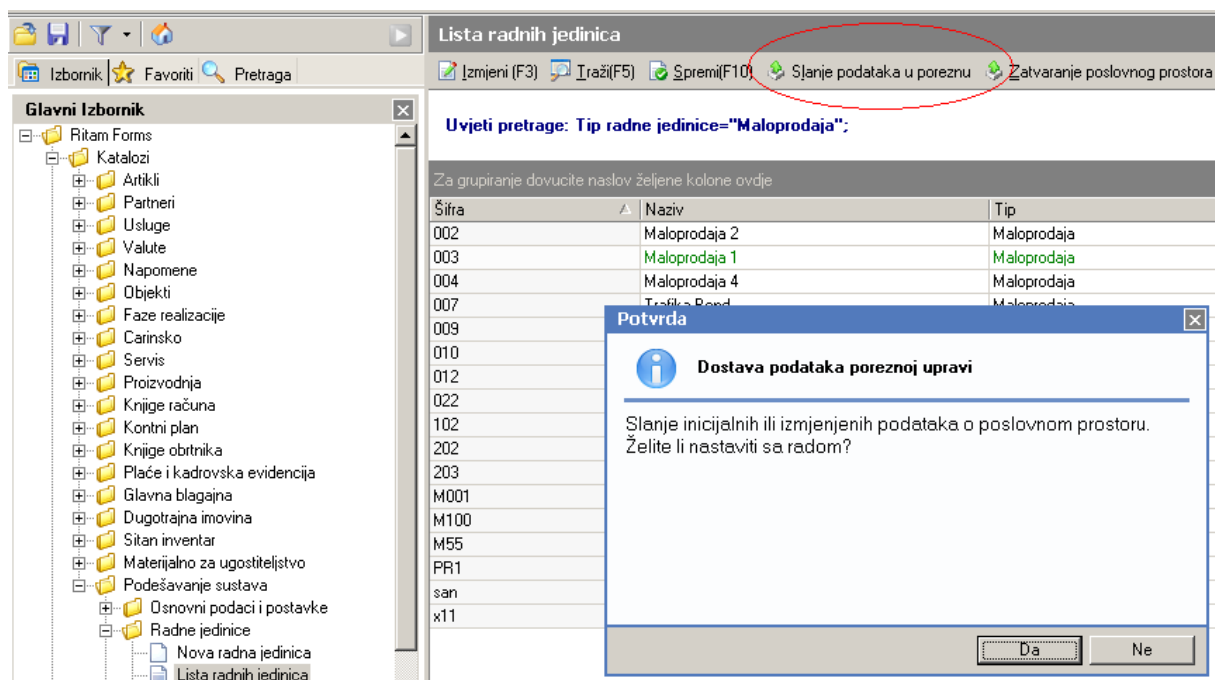 Izbornik Favoriti Pretraga
Glavni Izbornik
Ritam Forms
Katalozi
Artikli
Partneri
Usluge
Valute
Napomene
Objekti
Faze realizacije
Carinsko
Servis
Proizvodnja
Knjige računa
Kontni plan
Knjige obrtnika
Plaće i kadrovska evidencija
Glavna blagajna
Dugotrajna imovina
Sitan inventar
Materijalno za ugostiteljstvo
Podešavanje sustava
Osnovni podaci i postavke
Radne jedinice
Nova radna jedinica
Lista radnih jedinica
Lista radnih jedinica
Izmjeni (F3) Traži(F5) Spremi(F10) Slanje podataka u poreznu Zatvaranje poslovnog prostora
Uvjeti pretrage: Tip radne jedinice="Maloprodaja";
Za grupiranje dovucite naslov željene kolone ovdje
Šifra Naziv Tip
002 Maloprodaja 2 Maloprodaja
003 Maloprodaja 1 Maloprodaja
004 Maloprodaja 4 Maloprodaja
007 Trafika Bond Maloprodaja
009
010
012
022
102
202
203
M001
M100
M55
PR1
san
x11
Potvrda
Dostava podataka poreznoj upravi
Slanje inicijalnih ili izmjenjenih podataka o poslovnom prostoru.
Želite li nastaviti sa radom?
Da Ne